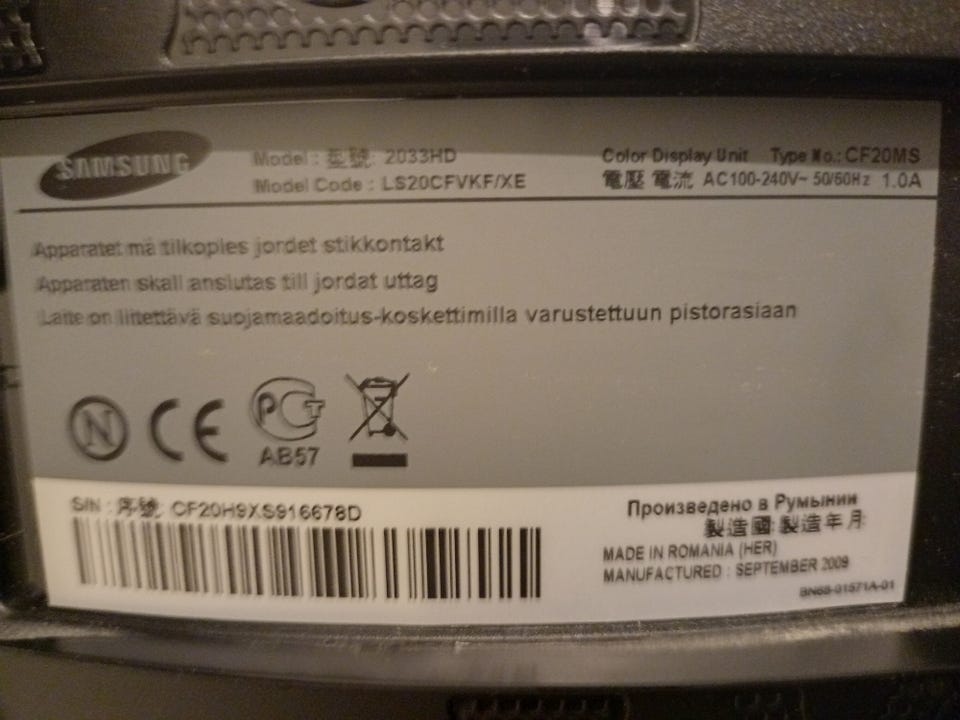 SAMSUNG
Model : 型號: 2033HD
Model Code : LS20CFVKF/XE
Color Display Unit Type No.: CF20MS
電壓 電流 AC100-240V~ 50/60Hz 1.0A
Apparatet må tilkoples jordet stikkontakt
Apparaten skall anslutas till jordat uttag
Laite on liitettävä suojamaadoitus-koskettimilla varustettuun pistorasiaan
N CE PCT
AB57
S/N : 序號: CF20H9XS916678D
Произведено в Румынии
製造國 製造年月
MADE IN ROMANIA (HER)
MANUFACTURED : SEPTEMBER 2009
BN68-01571A-01